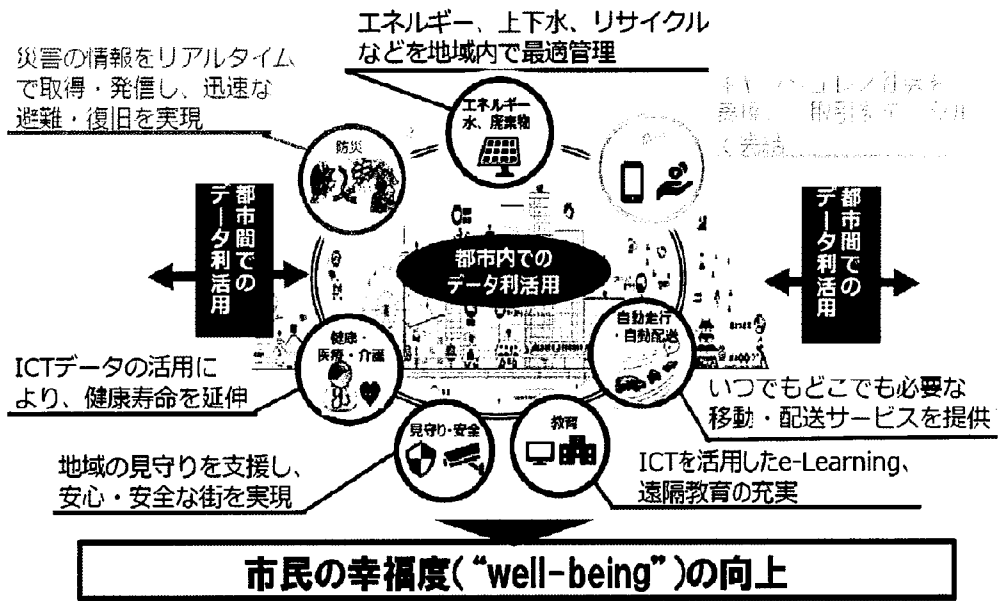 エネルギー、上下水、リサイクル
などを地域内で最適管理
災害の情報をリアルタイム
で取得・発信し、迅速な
避難・復旧を実現
エネルギー
水、廃棄物
防災
都市間での
データ利活用
都市内での
データ利活用
都市間での
データ利活用
健康・
医療・介護
自動走行
・自動配送
ICTデータの活用に
より、健康寿命を延伸
いつでもどこでも必要な
移動・配送サービスを提供
見守り・安全
教育
地域の見守りを支援し、
安心・安全な街を実現
ICTを活用したe-Learning、
遠隔教育の充実
市民の幸福度(“well-being”)の向上